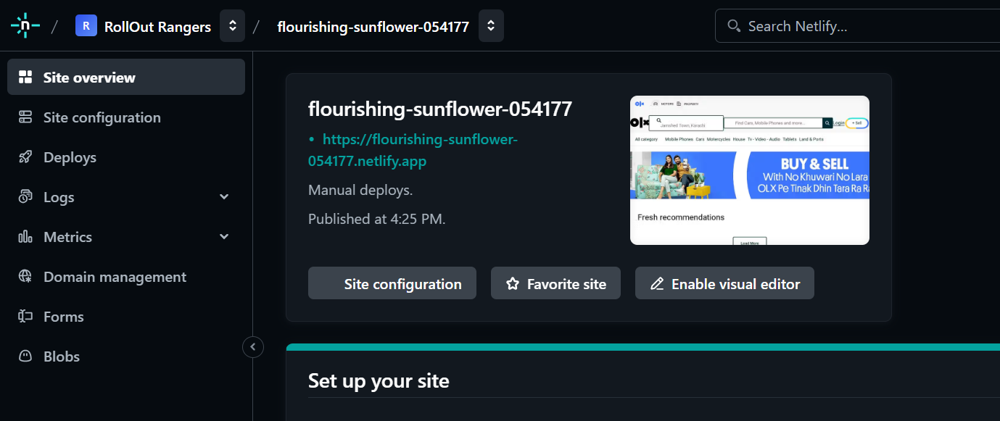 n / R RollOut Rangers / flourishing-sunflower-054177
Search Netlify...
Site overview
Site configuration
Deploys
Logs
Metrics
Domain management
Forms
Blobs
flourishing-sunflower-054177
• https://flourishing-sunflower-
054177.netlify.app
Manual deploys.
Published at 4:25 PM.
OLX MOTORS PROPERTY
OLX Jamshed Town, Karachi Find Cars, Mobile Phones and more... Login + Sell
All category Mobile Phones Cars Motorcycles House Tv - Video - Audio Tablets Land & Plots
BUY & SELL
With No Khuwari No Lara
OLX Pe Tinak Dhin Tara Ra Ra
Fresh recommendations
Load More
Site configuration
Favorite site
Enable visual editor
Set up your site